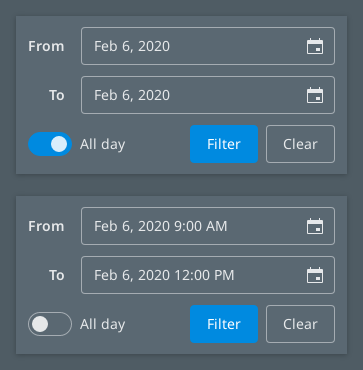 From Feb 6, 2020
To Feb 6, 2020
All day Filter Clear
From Feb 6, 2020 9:00 AM
To Feb 6, 2020 12:00 PM
All day Filter Clear